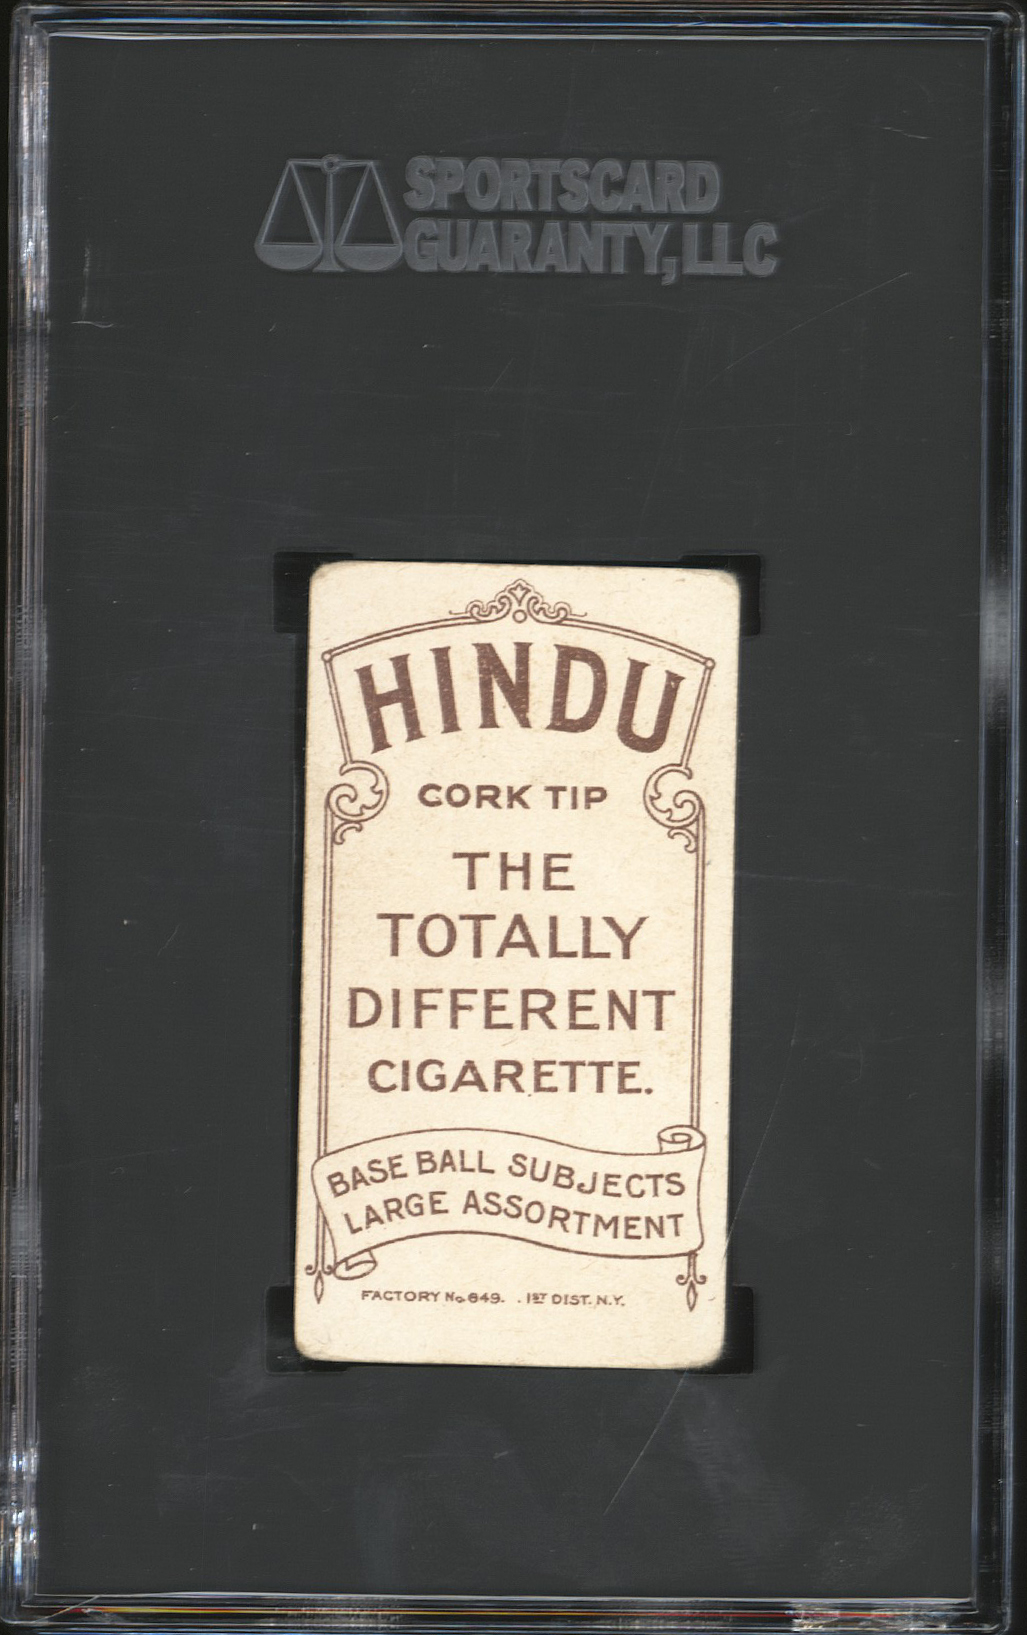 SPORTSCARD
GUARANTY, LLC
HINDU
CORK TIP
THE
TOTALLY
DIFFERENT
CIGARETTE.
BASE BALL SUBJECTS
LARGE ASSORTMENT
FACTORY No. 649. . 1ST DIST. N.Y.